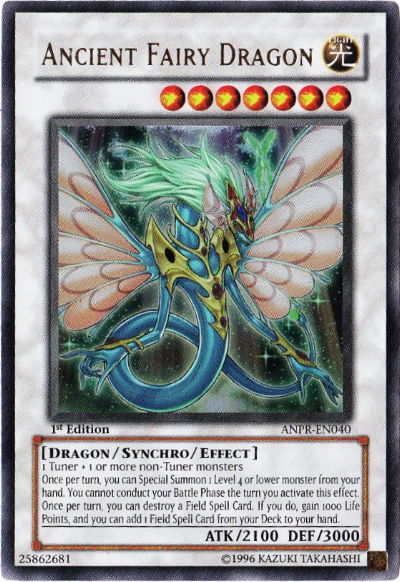 ANCIENT FAIRY DRAGON
LIGHT
光
1st Edition
ANPR-EN040
[DRAGON/SYNCHRO/EFFECT]
1 Tuner + 1 or more non-Tuner monsters
Once per turn, you can Special Summon 1 Level 4 or lower monster from your
hand. You cannot conduct your Battle Phase the turn you activate this effect.
Once per turn, you can destroy a Field Spell Card. If you do, gain 1000 Life
Points, and you can add 1 Field Spell Card from your Deck to your hand.
ATK/2100 DEF/3000
25862681
©1996 KAZUKI TAKAHASHI